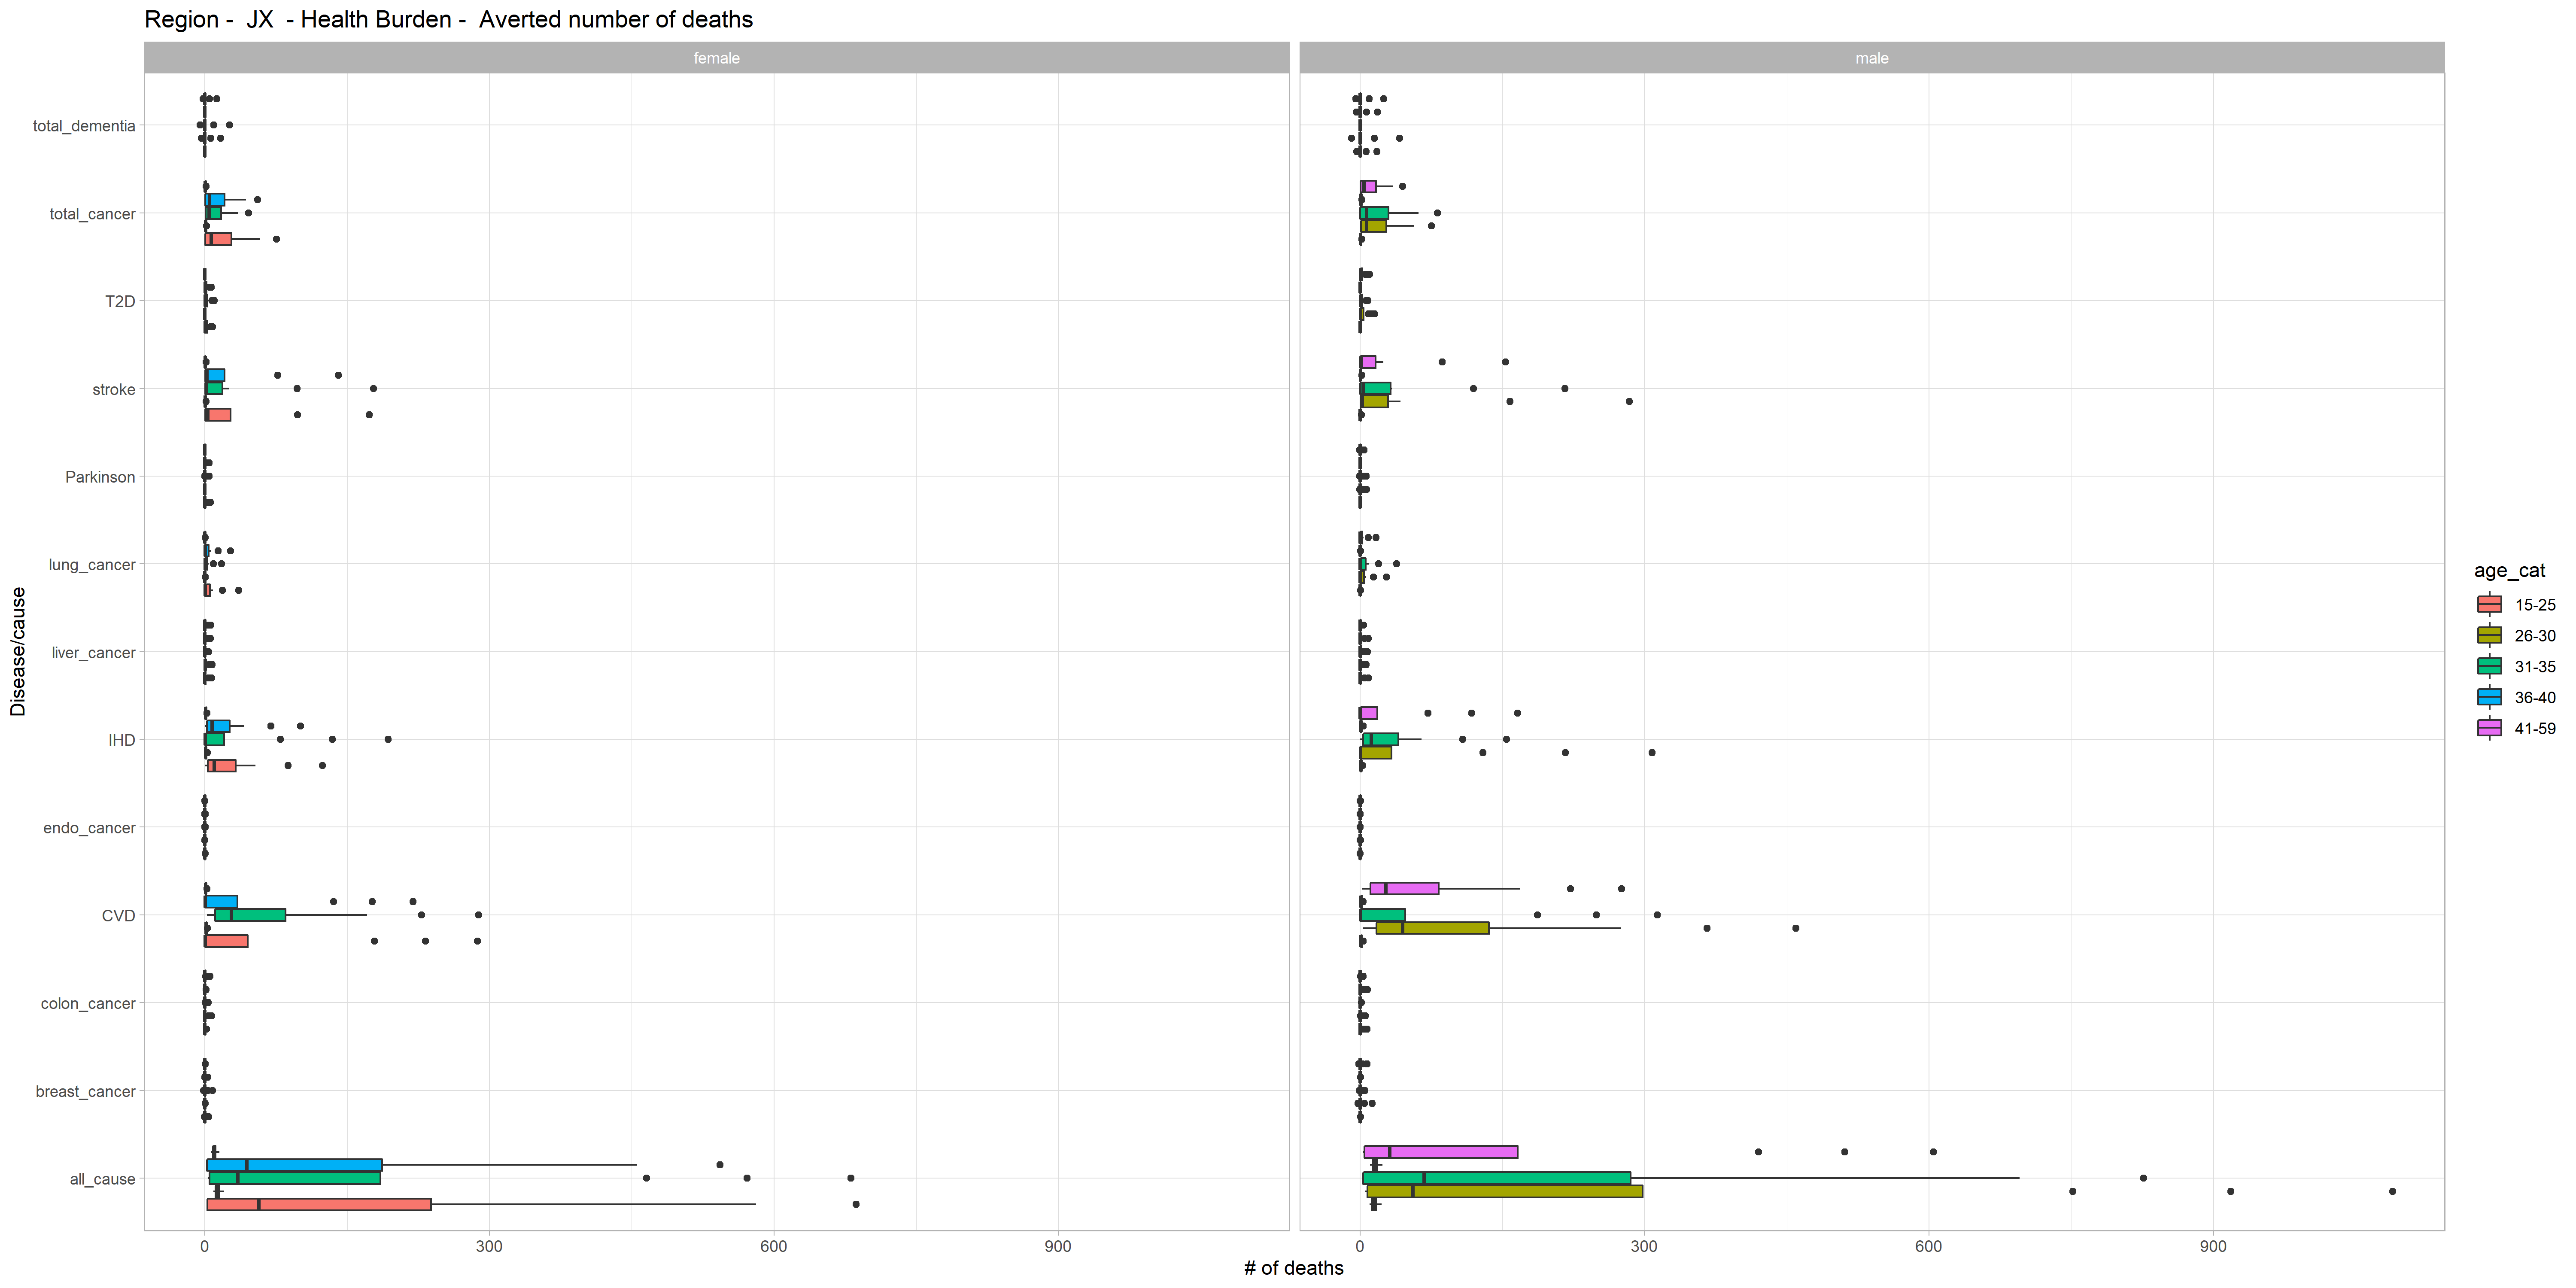 Region -  JX  - Health Burden -  Averted number of deaths
female
male
Disease/cause
total_dementia
total_cancer
T2D
stroke
Parkinson
lung_cancer
liver_cancer
IHD
endo_cancer
CVD
colon_cancer
breast_cancer
all_cause
0 300 600 900
0 300 600 900
# of deaths
age_cat
15-25
26-30
31-35
36-40
41-59